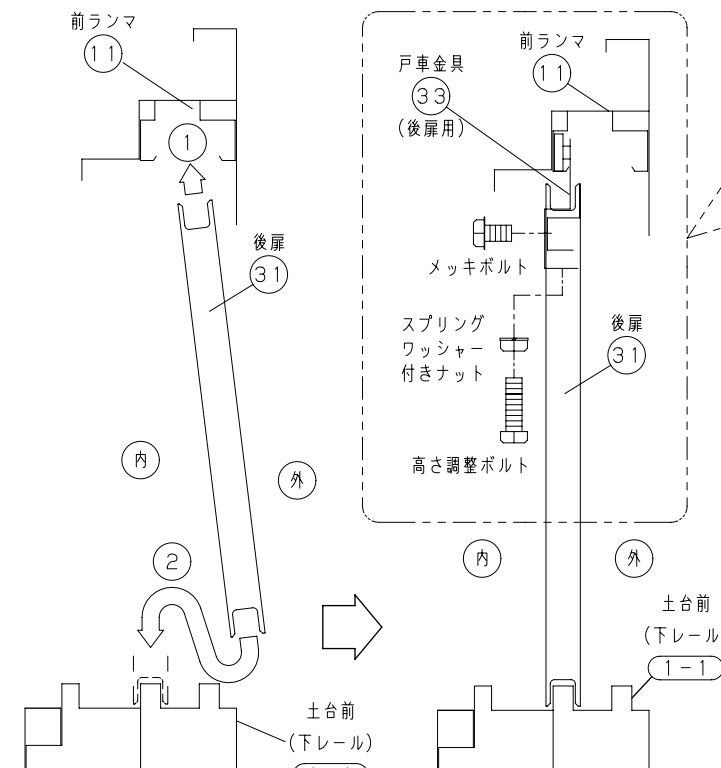 前ランマ
11
1
後扉
31
内
外
2
土台前
(下レール)
前ランマ
11
戸車金具
33
(後扉用)
メッキボルト
スプリング
ワッシャー
付きナット
高さ調整ボルト
後扉
31
内
外
土台前
(下レール
1-1